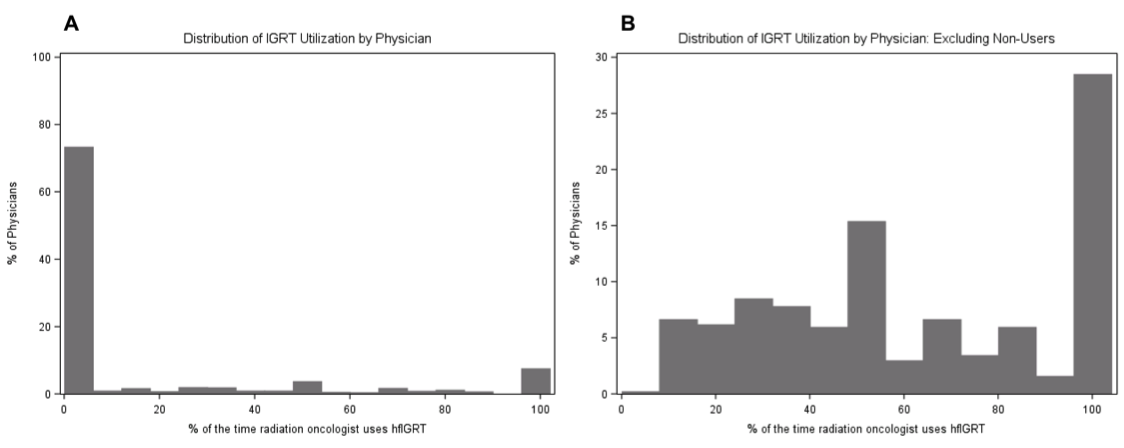 A
Distribution of IGRT Utilization by Physician
100
80
60
40
20
0
% of Physicians
0 20 40 60 80 100
% of the time radiation oncologist uses hfIGRT
B
Distribution of IGRT Utilization by Physician: Excluding Non-Users
30
25
20
15
10
5
0
% of Physicians
0 20 40 60 80 100
% of the time radiation oncologist uses hfIGRT